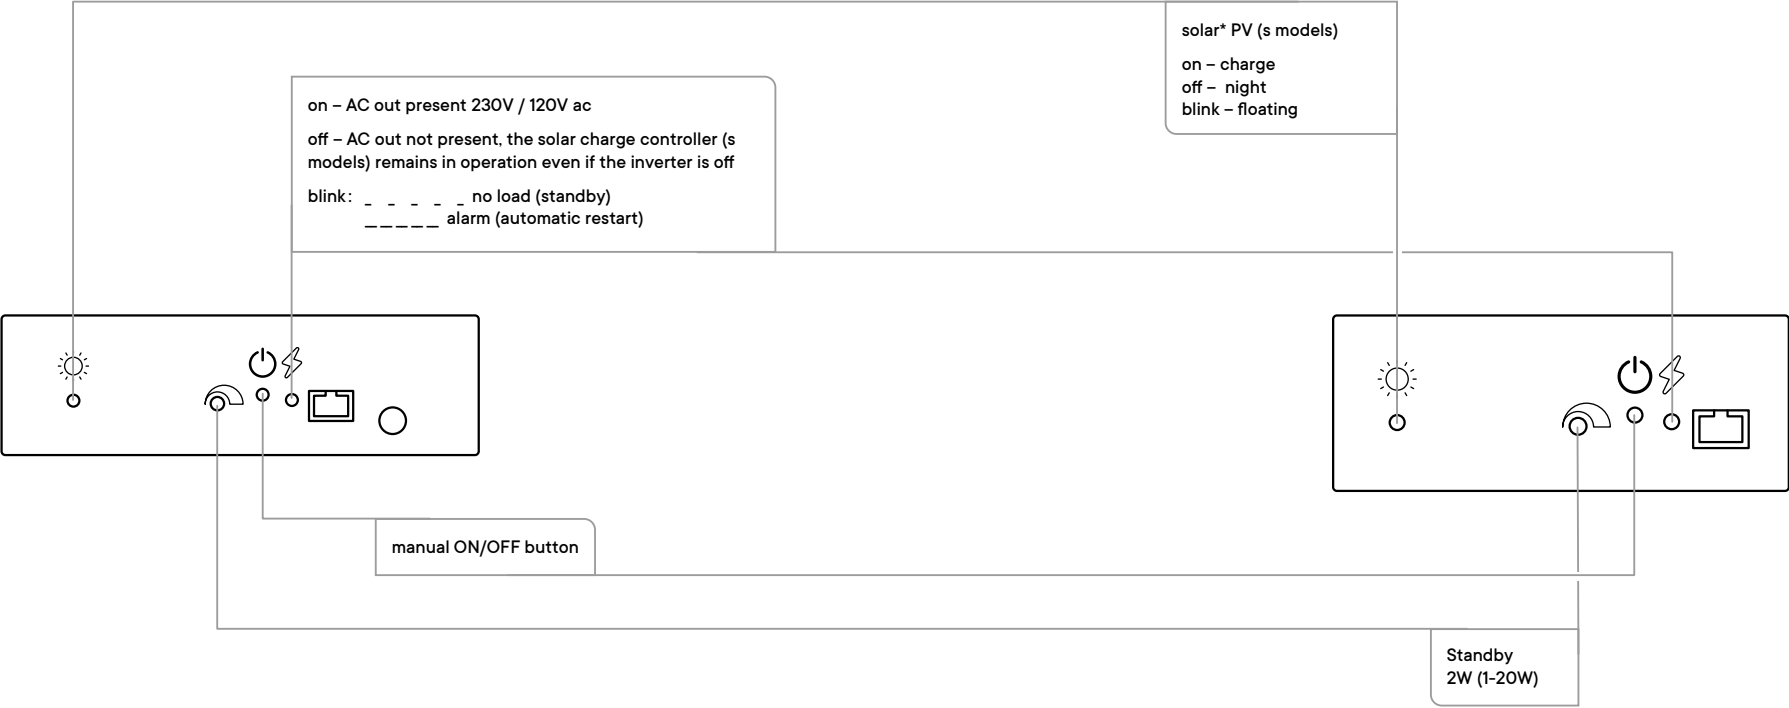 solar* PV (s models)
on – charge
off – night
blink – floating
on – AC out present 230V / 120V ac
off – AC out not present, the solar charge controller (s
models) remains in operation even if the inverter is off
blink: _ _ _ _ _ no load (standby)
_____ alarm (automatic restart)
manual ON/OFF button
Standby
2W (1-20W)